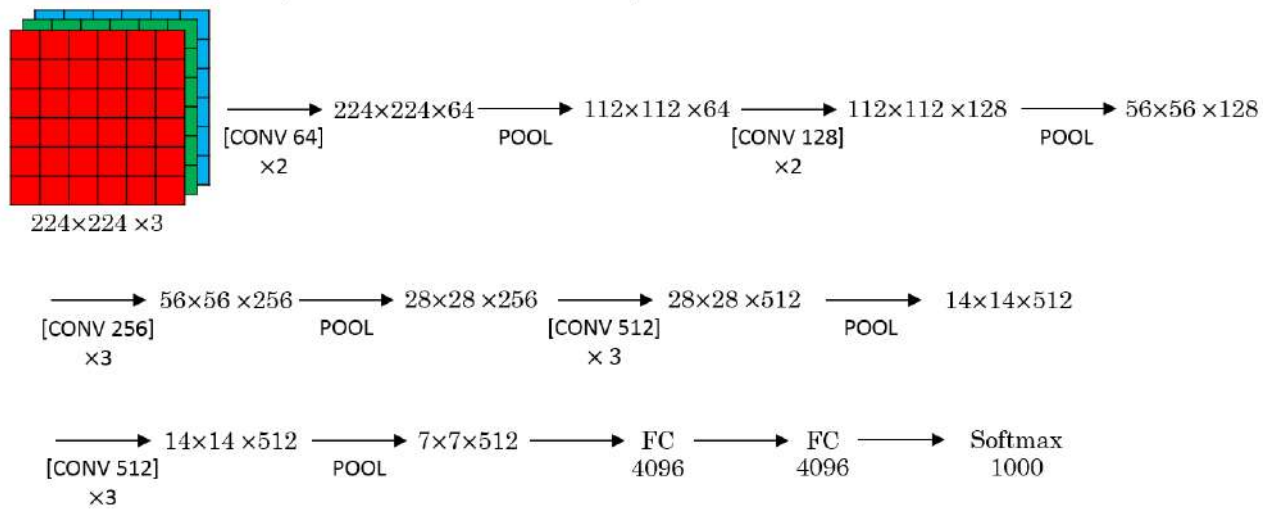 224×224×64
112×112 ×64
112×112 ×128
56×56 ×128
[CONV 64]
×2
POOL
[CONV 128]
×2
POOL
224×224 ×3
56×56 ×256
28×28 ×256
28×28 ×512
14×14×512
[CONV 256]
×3
POOL
[CONV 512]
× 3
POOL
14×14 ×512
7×7×512
FC
4096
FC
4096
Softmax
1000
[CONV 512]
×3
POOL